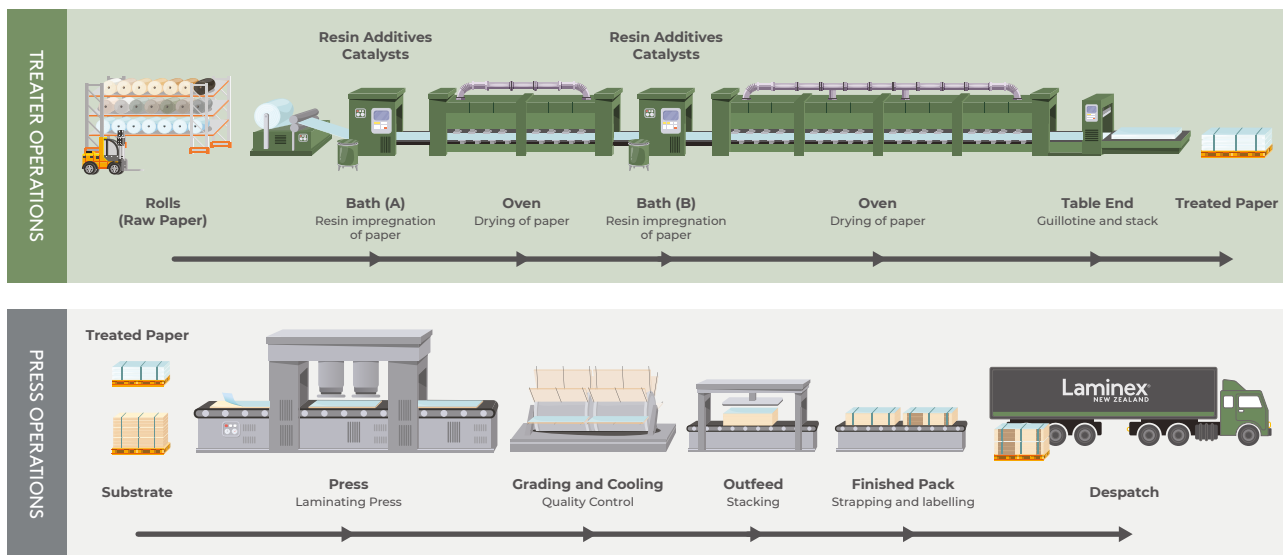 TREATER OPERATIONS
Resin Additives
Catalysts
Resin Additives
Catalysts
Rolls
(Raw Paper)
Bath (A)
Resin impregnation
of paper
Oven
Drying of paper
Bath (B)
Resin impregnation
of paper
Oven
Drying of paper
Table End
Guillotine and stack
Treated Paper
PRESS OPERATIONS
Treated Paper
Substrate
Press
Laminating Press
Grading and Cooling
Quality Control
Outfeed
Stacking
Finished Pack
Strapping and labelling
Laminex®
NEW ZEALAND
Despatch